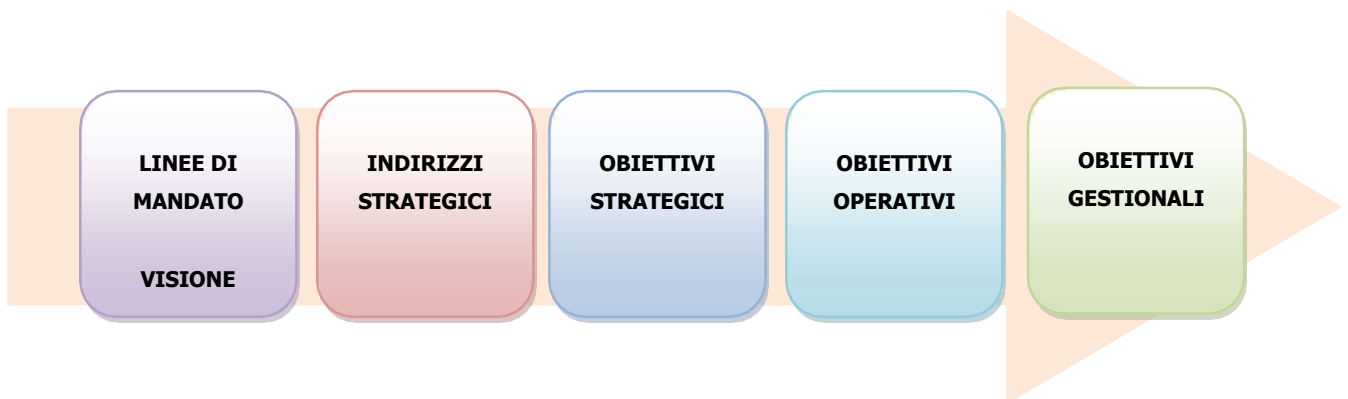 LINEE DI
MANDATO
VISIONE
INDIRIZZI
STRATEGICI
OBIETTIVI
STRATEGICI
OBIETTIVI
OPERATIVI
OBIETTIVI
GESTIONALI